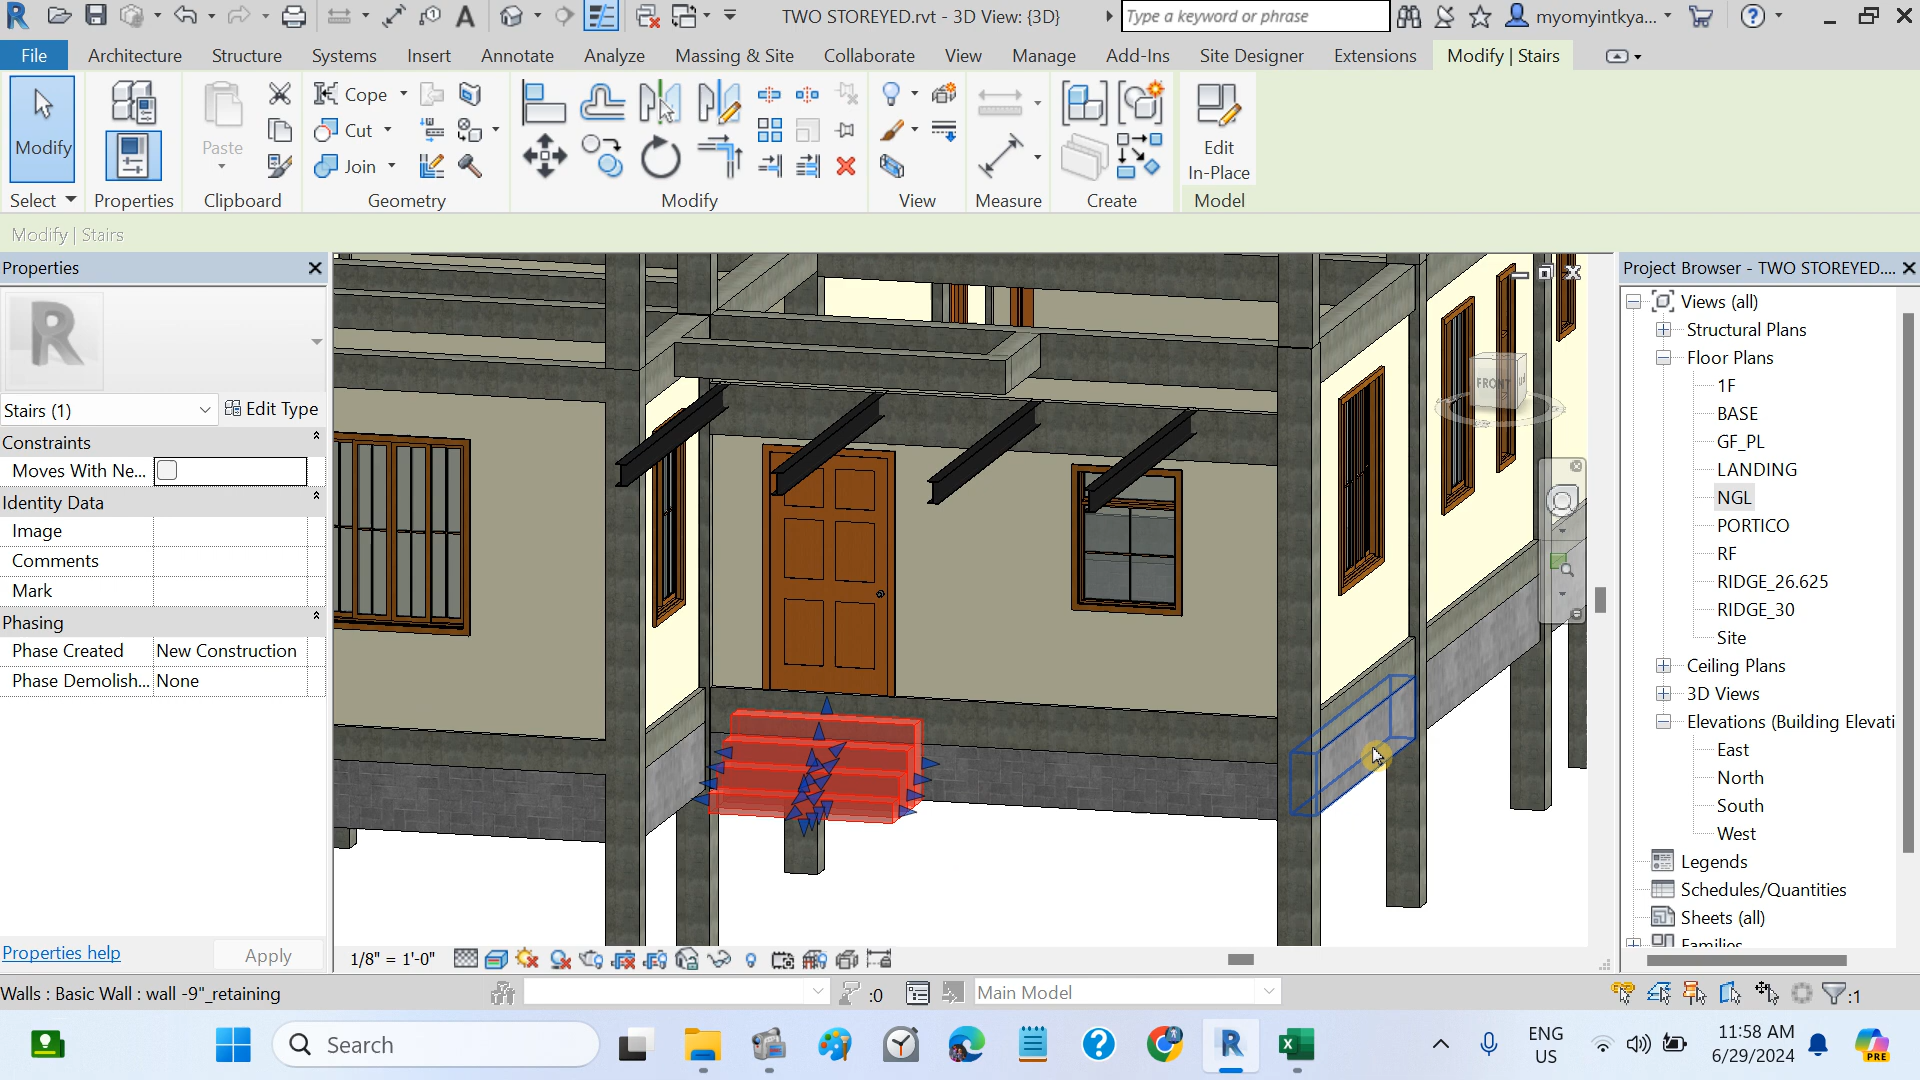 TWO STOREYED.rvt - 3D View: {3D}
Type a keyword or phrase
myomyintkya...
File
Architecture
Structure
Systems
Insert
Annotate
Analyze
Massing & Site
Collaborate
View
Manage
Add-Ins
Site Designer
Extensions
Modify | Stairs
Modify
Paste
Cope
Cut
Join
Edit
In-Place
Select
Properties
Clipboard
Geometry
Modify
View
Measure
Create
Model
Modify | Stairs
Properties
R
Stairs (1)
Edit Type
Constraints
Moves With Ne...
Identity Data
Image
Comments
Mark
Phasing
Phase Created
New Construction
Phase Demolish...
None
Properties help
Apply
FRONT
1/8" = 1'-0"
Project Browser - TWO STOREYED....
Views (all)
Structural Plans
Floor Plans
1F
BASE
GF_PL
LANDING
NGL
PORTICO
RF
RIDGE_26.625
RIDGE_30
Site
Ceiling Plans
3D Views
Elevations (Building Elevati
East
North
South
West
Legends
Schedules/Quantities
Sheets (all)
Families
Walls : Basic Wall : wall -9"_retaining
:0
Main Model
:1
Search
ENG
US
11:58 AM
6/29/2024
PRE